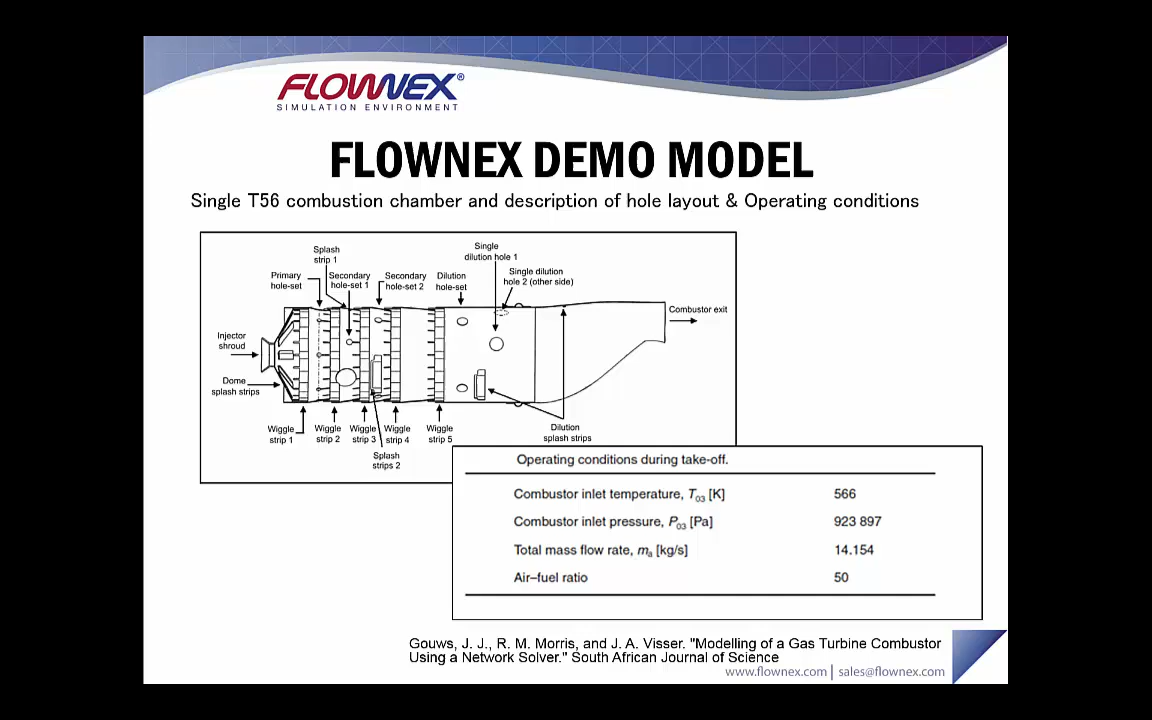 FLOWNEX®
SIMULATION ENVIRONMENT
FLOWNEX DEMO MODEL
Single T56 combustion chamber and description of hole layout & Operating conditions
Single
dilution hole 1
Splash
strip 1
Single dilution
hole 2 (other side)
Primary
hole-set
Secondary
hole-set 1
Secondary
hole-set 2
Dilution
hole-set
Combustor exit
Injector
shroud
Dome
splash strips
Wiggle
strip 1
Wiggle
strip 2
Wiggle
strip 3
Wiggle
strip 4
Wiggle
strip 5
Dilution
splash strips
Splash
strips 2
Operating conditions during take-off.
Combustor inlet temperature, T03 [K] 566
Combustor inlet pressure, P03 [Pa] 923 897
Total mass flow rate, ma [kg/s] 14.154
Air–fuel ratio 50
Gouws, J. J., R. M. Morris, and J. A. Visser. "Modelling of a Gas Turbine Combustor
Using a Network Solver." South African Journal of Science
www.flownex.com | sales@flownex.com